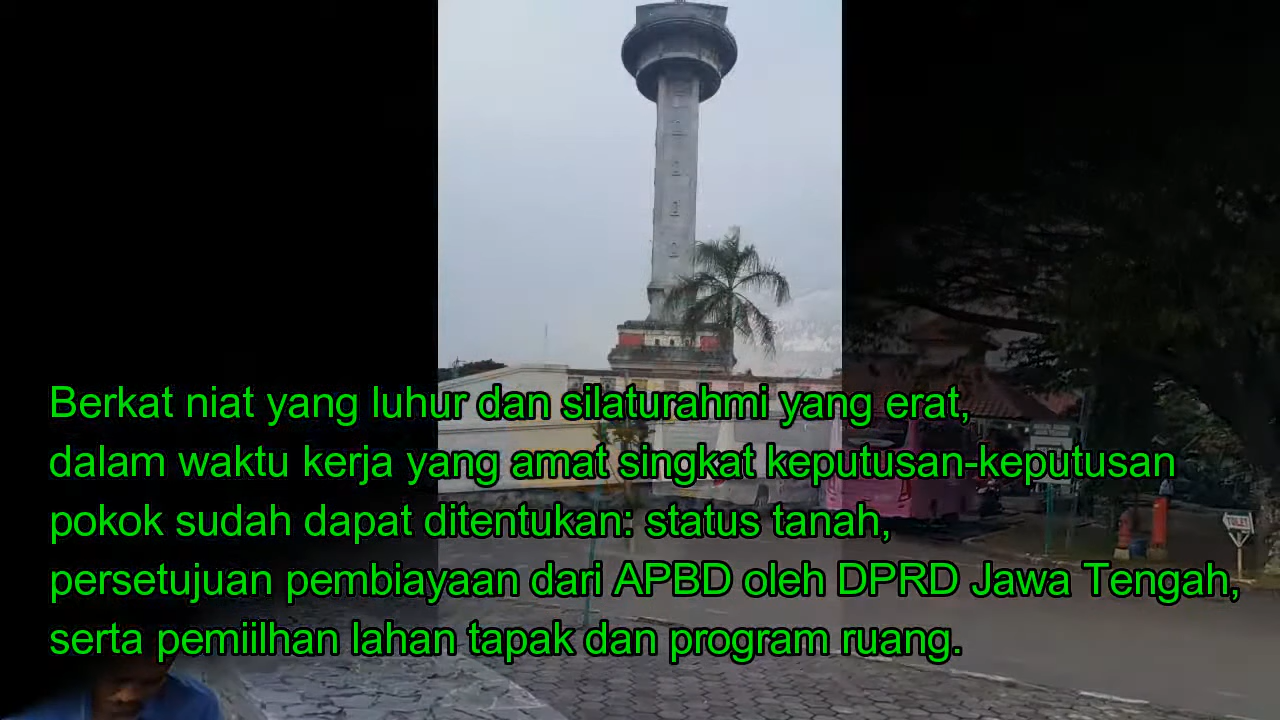 Berkat niat yang luhur dan silaturahmi yang erat,
dalam waktu kerja yang amat singkat keputusan-keputusan
pokok sudah dapat ditentukan: status tanah,
persetujuan pembiayaan dari APBD oleh DPRD Jawa Tengah,
serta pemiilhan lahan tapak dan program ruang.
TOILET